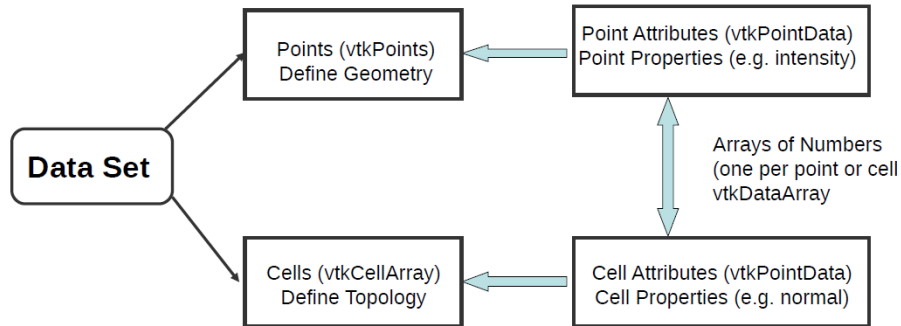 Points (vtkPoints)
Define Geometry
Point Attributes (vtkPointData)
Point Properties (e.g. intensity)
Data Set
Arrays of Numbers
(one per point or cell
vtkDataArray
Cells (vtkCellArray)
Define Topology
Cell Attributes (vtkPointData)
Cell Properties (e.g. normal)